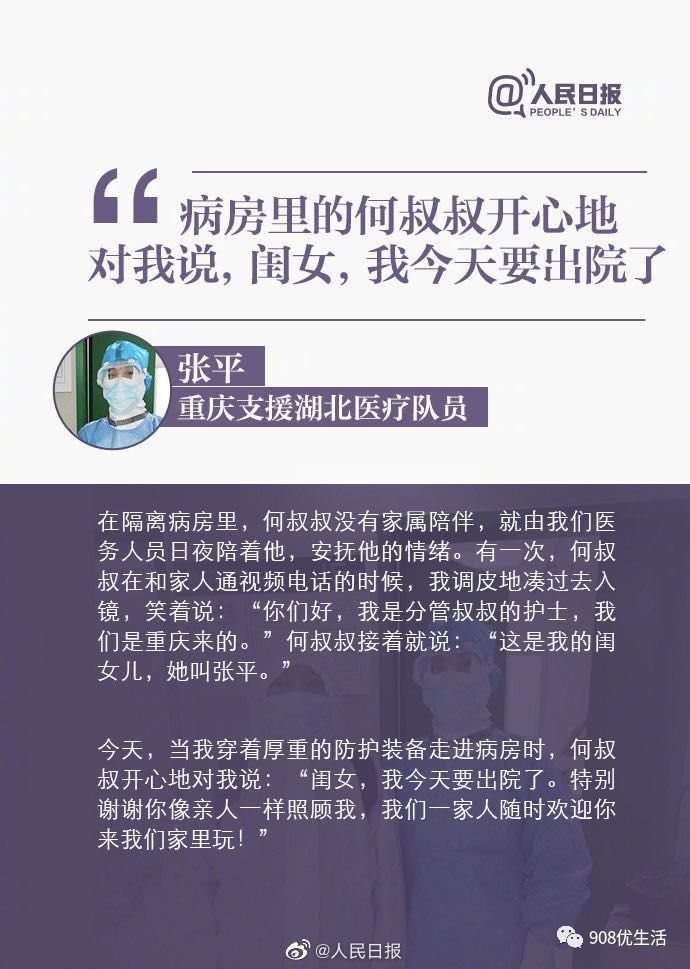 @人民日报
PEOPLE'S DAILY
“病房里的何叔叔开心地
对我说，闺女，我今天要出院了
张平
重庆支援湖北医疗队员
在隔离病房里，何叔叔没有家属陪伴，就由我们医
务人员日夜陪着他，安抚他的情绪。有一次，何叔
叔在和家人通视频电话的时候，我调皮地凑过去入
镜，笑着说：“你们好，我是分管叔叔的护士，我
们是重庆来的。”何叔叔接着就说：“这是我的闺
女儿，她叫张平。”
今天，当我穿着厚重的防护装备走进病房时，何叔
叔开心地对我说：“闺女，我今天要出院了。特别
谢谢你像亲人一样照顾我，我们一家人随时欢迎你
来我们家里玩！”
908优生活
@人民日报